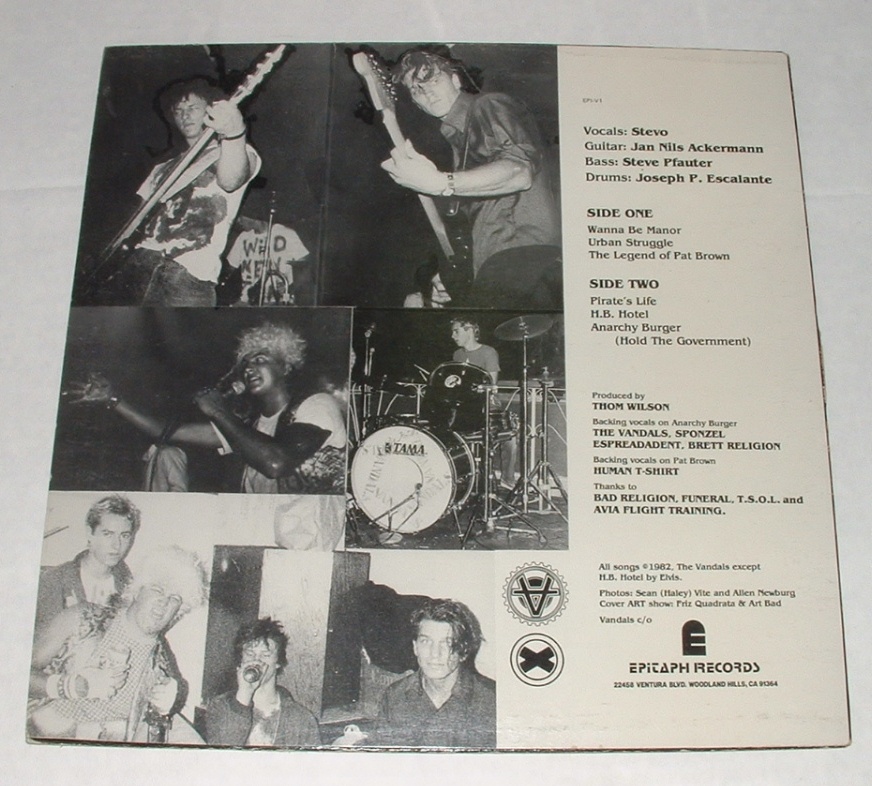 EPI-V1
Vocals: Stevo
Guitar: Jan Nils Ackermann
Bass: Steve Pfauter
Drums: Joseph P. Escalante
SIDE ONE
Wanna Be Manor
Urban Struggle
The Legend of Pat Brown
SIDE TWO
Pirate's Life
H.B. Hotel
Anarchy Burger
(Hold The Government)
Produced by
THOM WILSON
Backing vocals on Anarchy Burger
THE VANDALS, SPONZEL
ESPREADADENT, BRETT RELIGION
Backing vocals on Pat Brown
HUMAN T-SHIRT
Thanks to
BAD RELIGION, FUNERAL, T.S.O.L. and
AVIA FLIGHT TRAINING.
All songs ©1982, The Vandals except
H.B. Hotel by Elvis.
Photos: Sean (Haley) Vite and Allen Newburg
Cover ART show: Friz Quadrata & Art Bad
Vandals c/o
E
EPITAPH RECORDS
22458 VENTURA BLVD. WOODLAND HILLS, CA 91364
TAMA
VANDALS